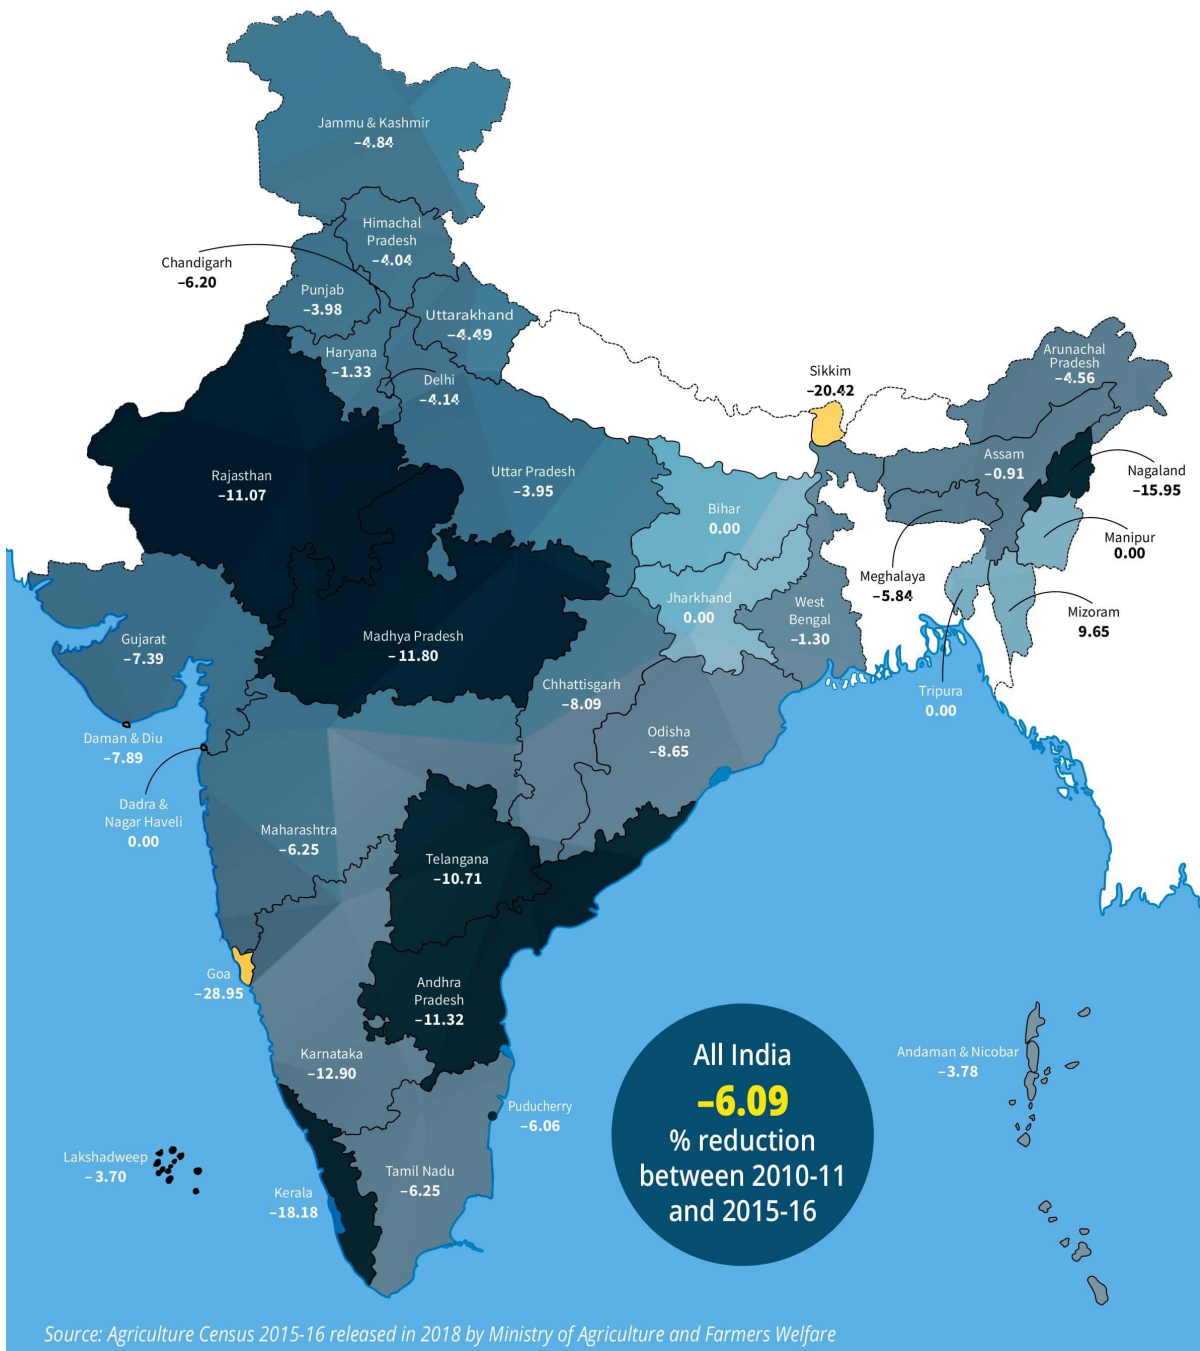 Jammu & Kashmir
–4.84
Himachal
Pradesh
–4.04
Chandigarh
–6.20
Punjab
–3.98
Uttarakhand
–4.49
Haryana
–1.33
Delhi
–4.14
Sikkim
–20.42
Arunachal
Pradesh
–4.56
Rajasthan
–11.07
Uttar Pradesh
–3.95
Assam
–0.91
Nagaland
–15.95
Bihar
0.00
Manipur
0.00
Meghalaya
–5.84
Jharkhand
0.00
West
Bengal
–1.30
Mizoram
9.65
Gujarat
–7.39
Madhya Pradesh
–11.80
Chhattisgarh
–8.09
Tripura
0.00
Odisha
–8.65
Daman & Diu
–7.89
Dadra &
Nagar Haveli
0.00
Maharashtra
–6.25
Telangana
–10.71
Goa
–28.95
Andhra
Pradesh
–11.32
Karnataka
–12.90
All India
–6.09
% reduction
between 2010-11
and 2015-16
Andaman & Nicobar
–3.78
Puducherry
–6.06
Lakshadweep
–3.70
Kerala
–18.18
Tamil Nadu
–6.25
Source: Agriculture Census 2015-16 released in 2018 by Ministry of Agriculture and Farmers Welfare